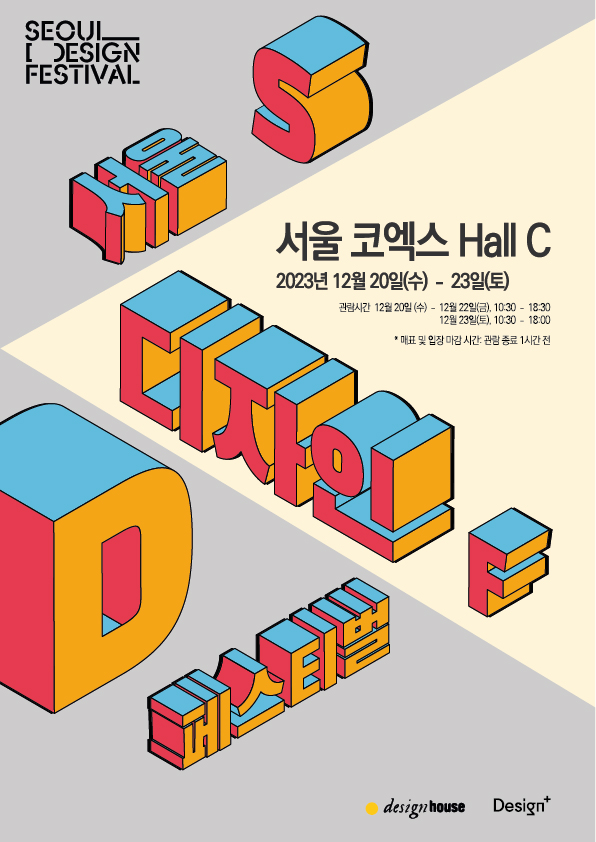 SEOUL
DESIGN
FESTIVAL
S
서울
서울 코엑스 Hall C
2023년 12월 20일(수) - 23일(토)
관람시간 12월 20일 (수) - 12월 22일(금), 10:30 - 18:30
12월 23일(토), 10:30 - 18:00
* 매표 및 입장 마감 시간: 관람 종료 1시간 전
디자인
D
F
페스티벌
designhouse
Design+